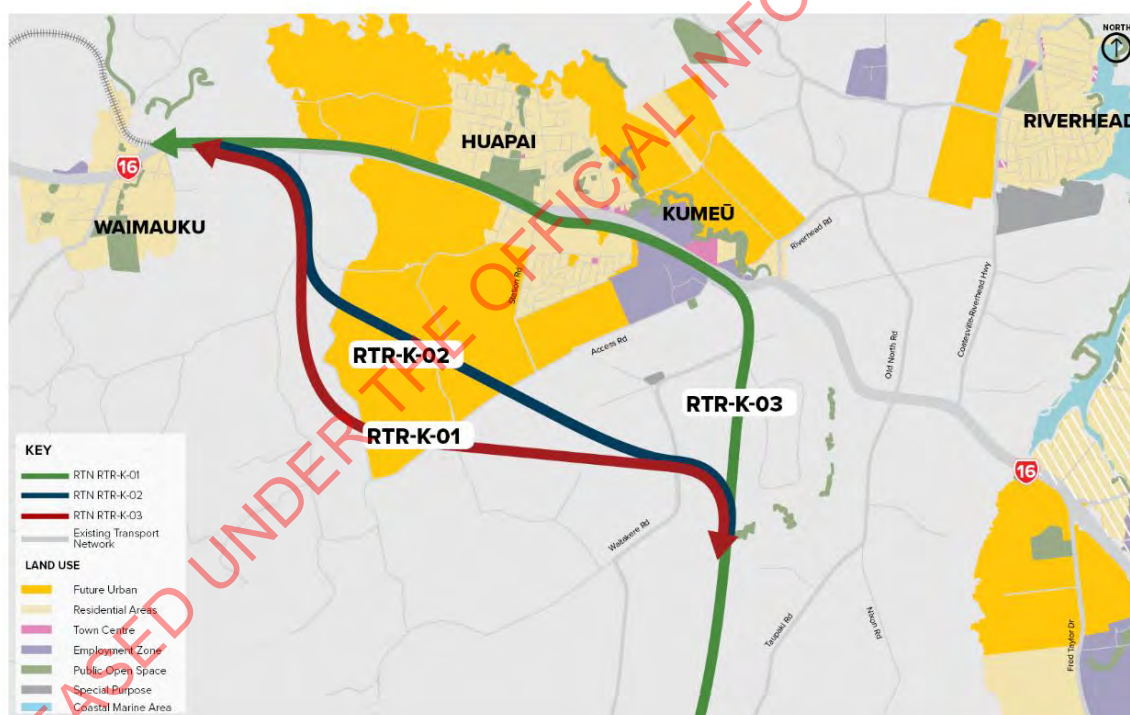 NORTH
RIVERHEAD
HUAPAI
16
WAIMAUKU
KUMEŪ
Riverhead Rd
Coatesville-Riverhead Hwy
Station Rd
Old North Rd
Access Rd
RTR-K-02
RTR-K-03
RTR-K-01
16
Waitakere Rd
Taupaki Rd
Nixon Rd
Fred Taylor Dr
KEY
RTN RTR-K-01
RTN RTR-K-02
RTN RTR-K-03
Existing Transport
Network
LAND USE
Future Urban
Residential Areas
Town Centre
Employment Zone
Public Open Space
Special Purpose
Coastal Marine Area
EASED UNDER THE OFFICIAL INFO